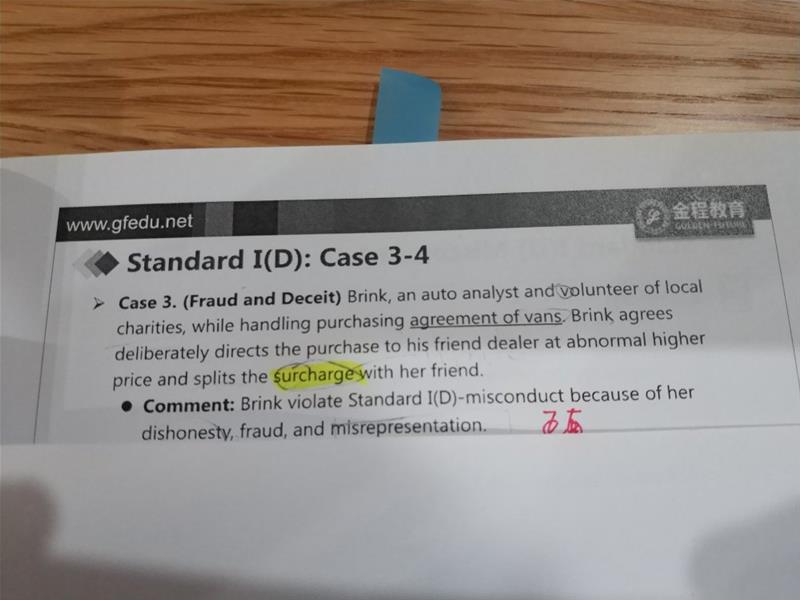 www.gfedu.net
金程教育
GOLDEN FUTURE
Standard I(D): Case 3-4
➢ Case 3. (Fraud and Deceit) Brink, an auto analyst and volunteer of local
charities, while handling purchasing agreement of vans. Brink agrees
deliberately directs the purchase to his friend dealer at abnormal higher
price and splits the surcharge with her friend.
● Comment: Brink violate Standard I(D)-misconduct because of her
dishonesty, fraud, and misrepresentation.